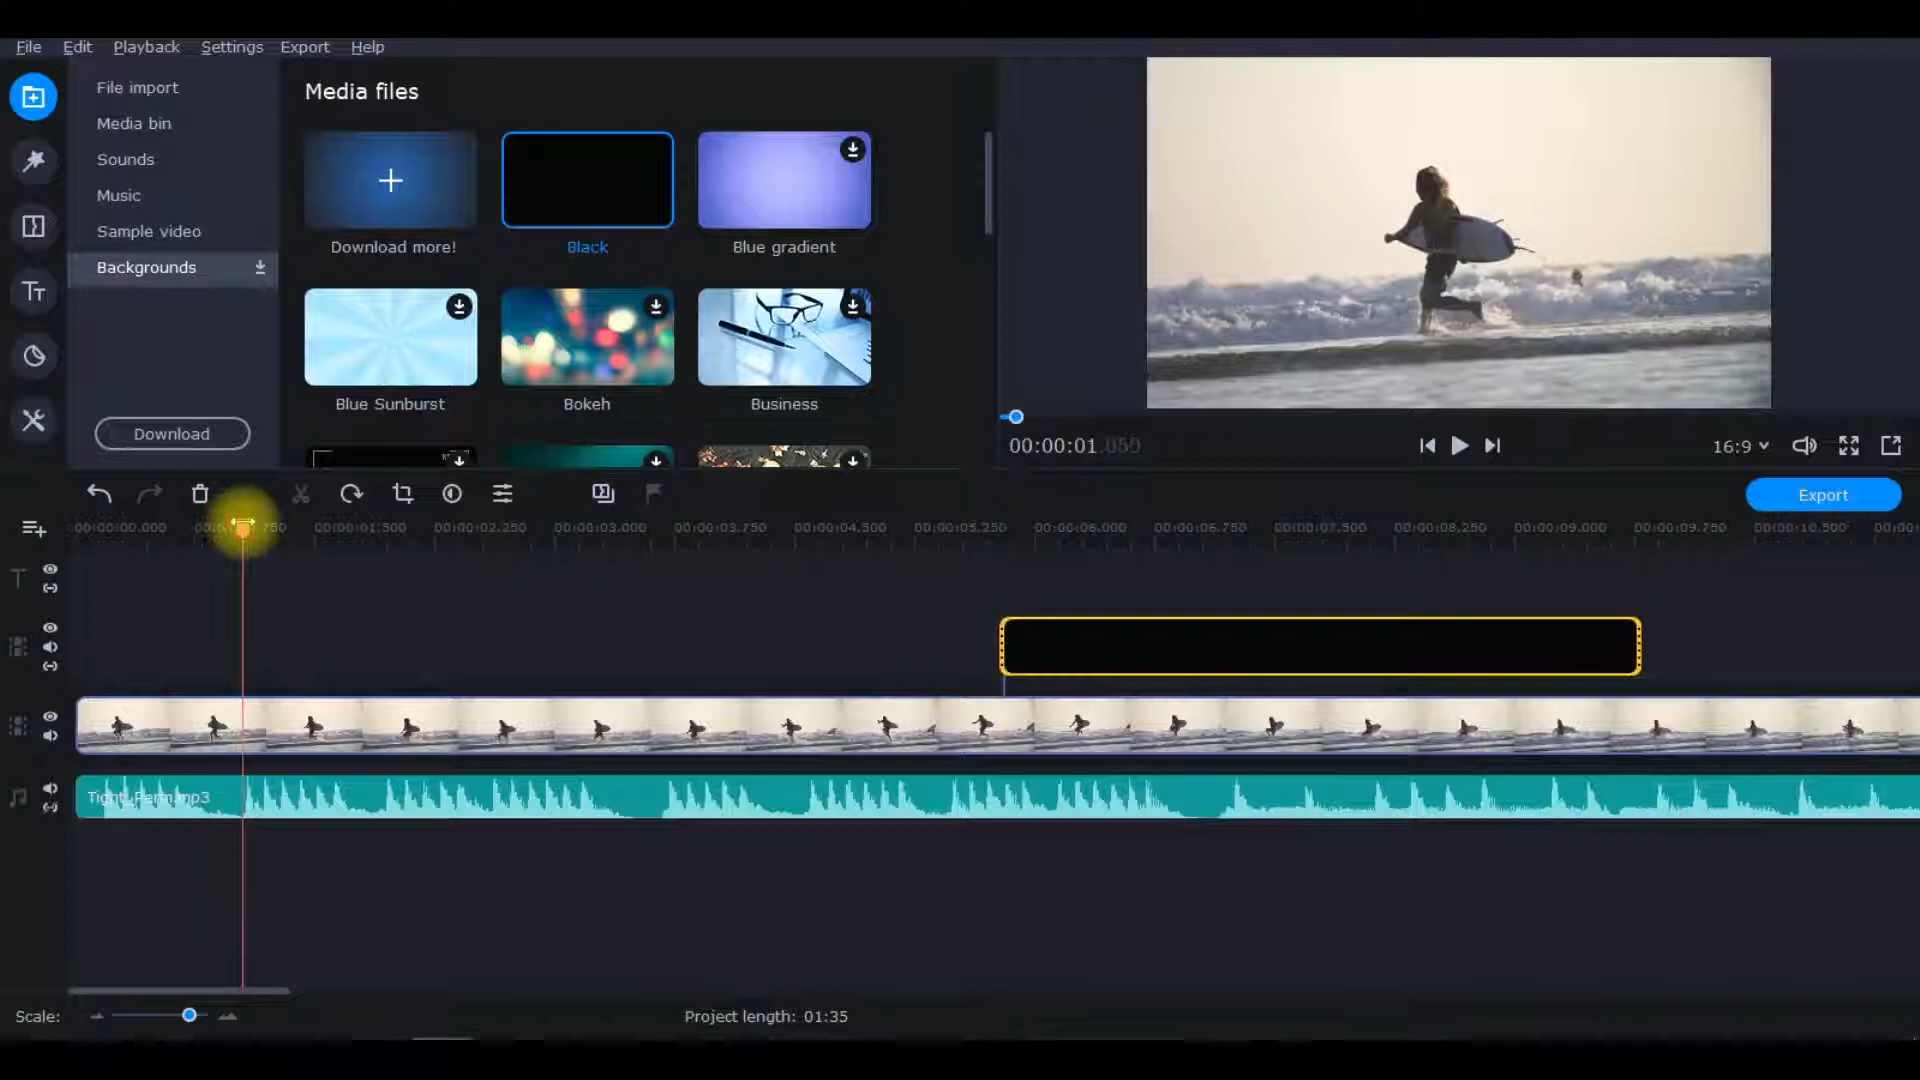 File Edit Playback Settings Export Help
File import
Media bin
Sounds
Music
Sample video
Backgrounds
Download
Media files
Download more!
Black
Blue gradient
Blue Sunburst
Bokeh
Business
00:00:01.050
16:9
Export
00:00:00.000 750 00:00:01.500 00:00:02.250 00:00:03.000 00:00:03.750 00:00:04.500 00:00:05.250 00:00:06.000 00:00:06.750 00:00:07.500 00:00:08.250 00:00:09.000 00:00:09.750 00:00:10.500
Scale:
Project length: 01:35